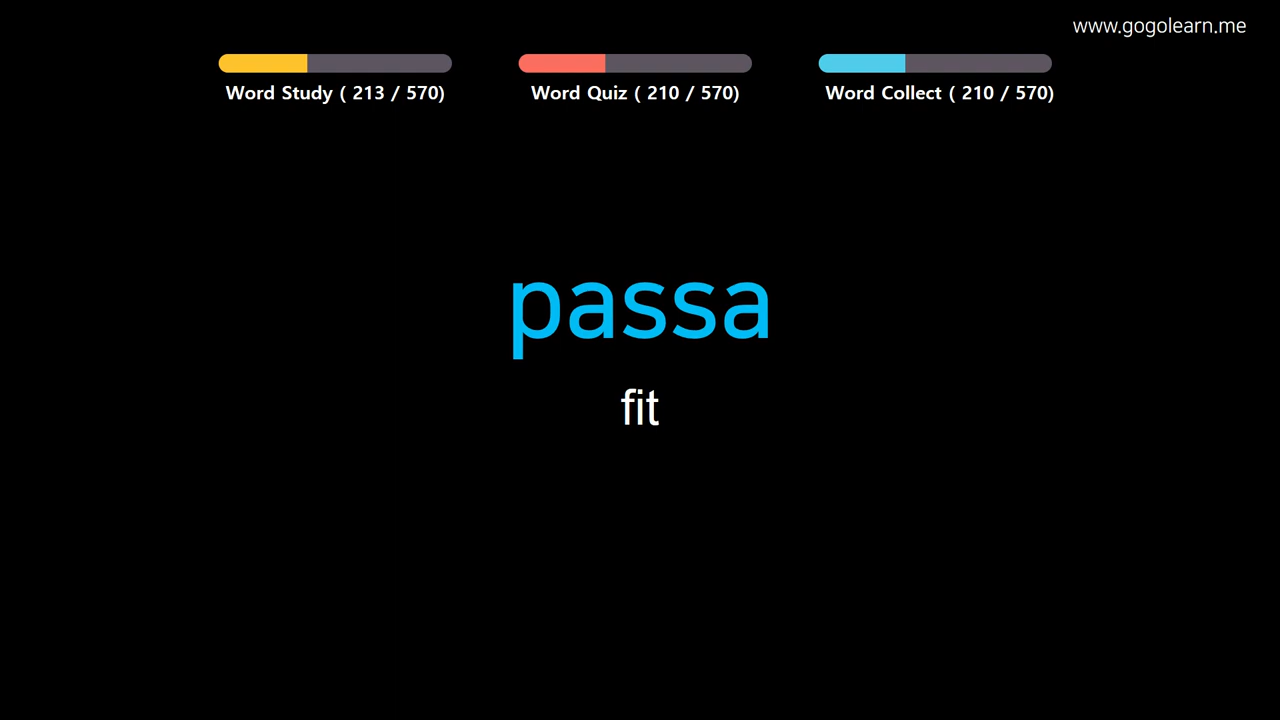 www.gogolearn.me
Word Study ( 213 / 570)
Word Quiz ( 210 / 570)
Word Collect ( 210 / 570)
passa
fit